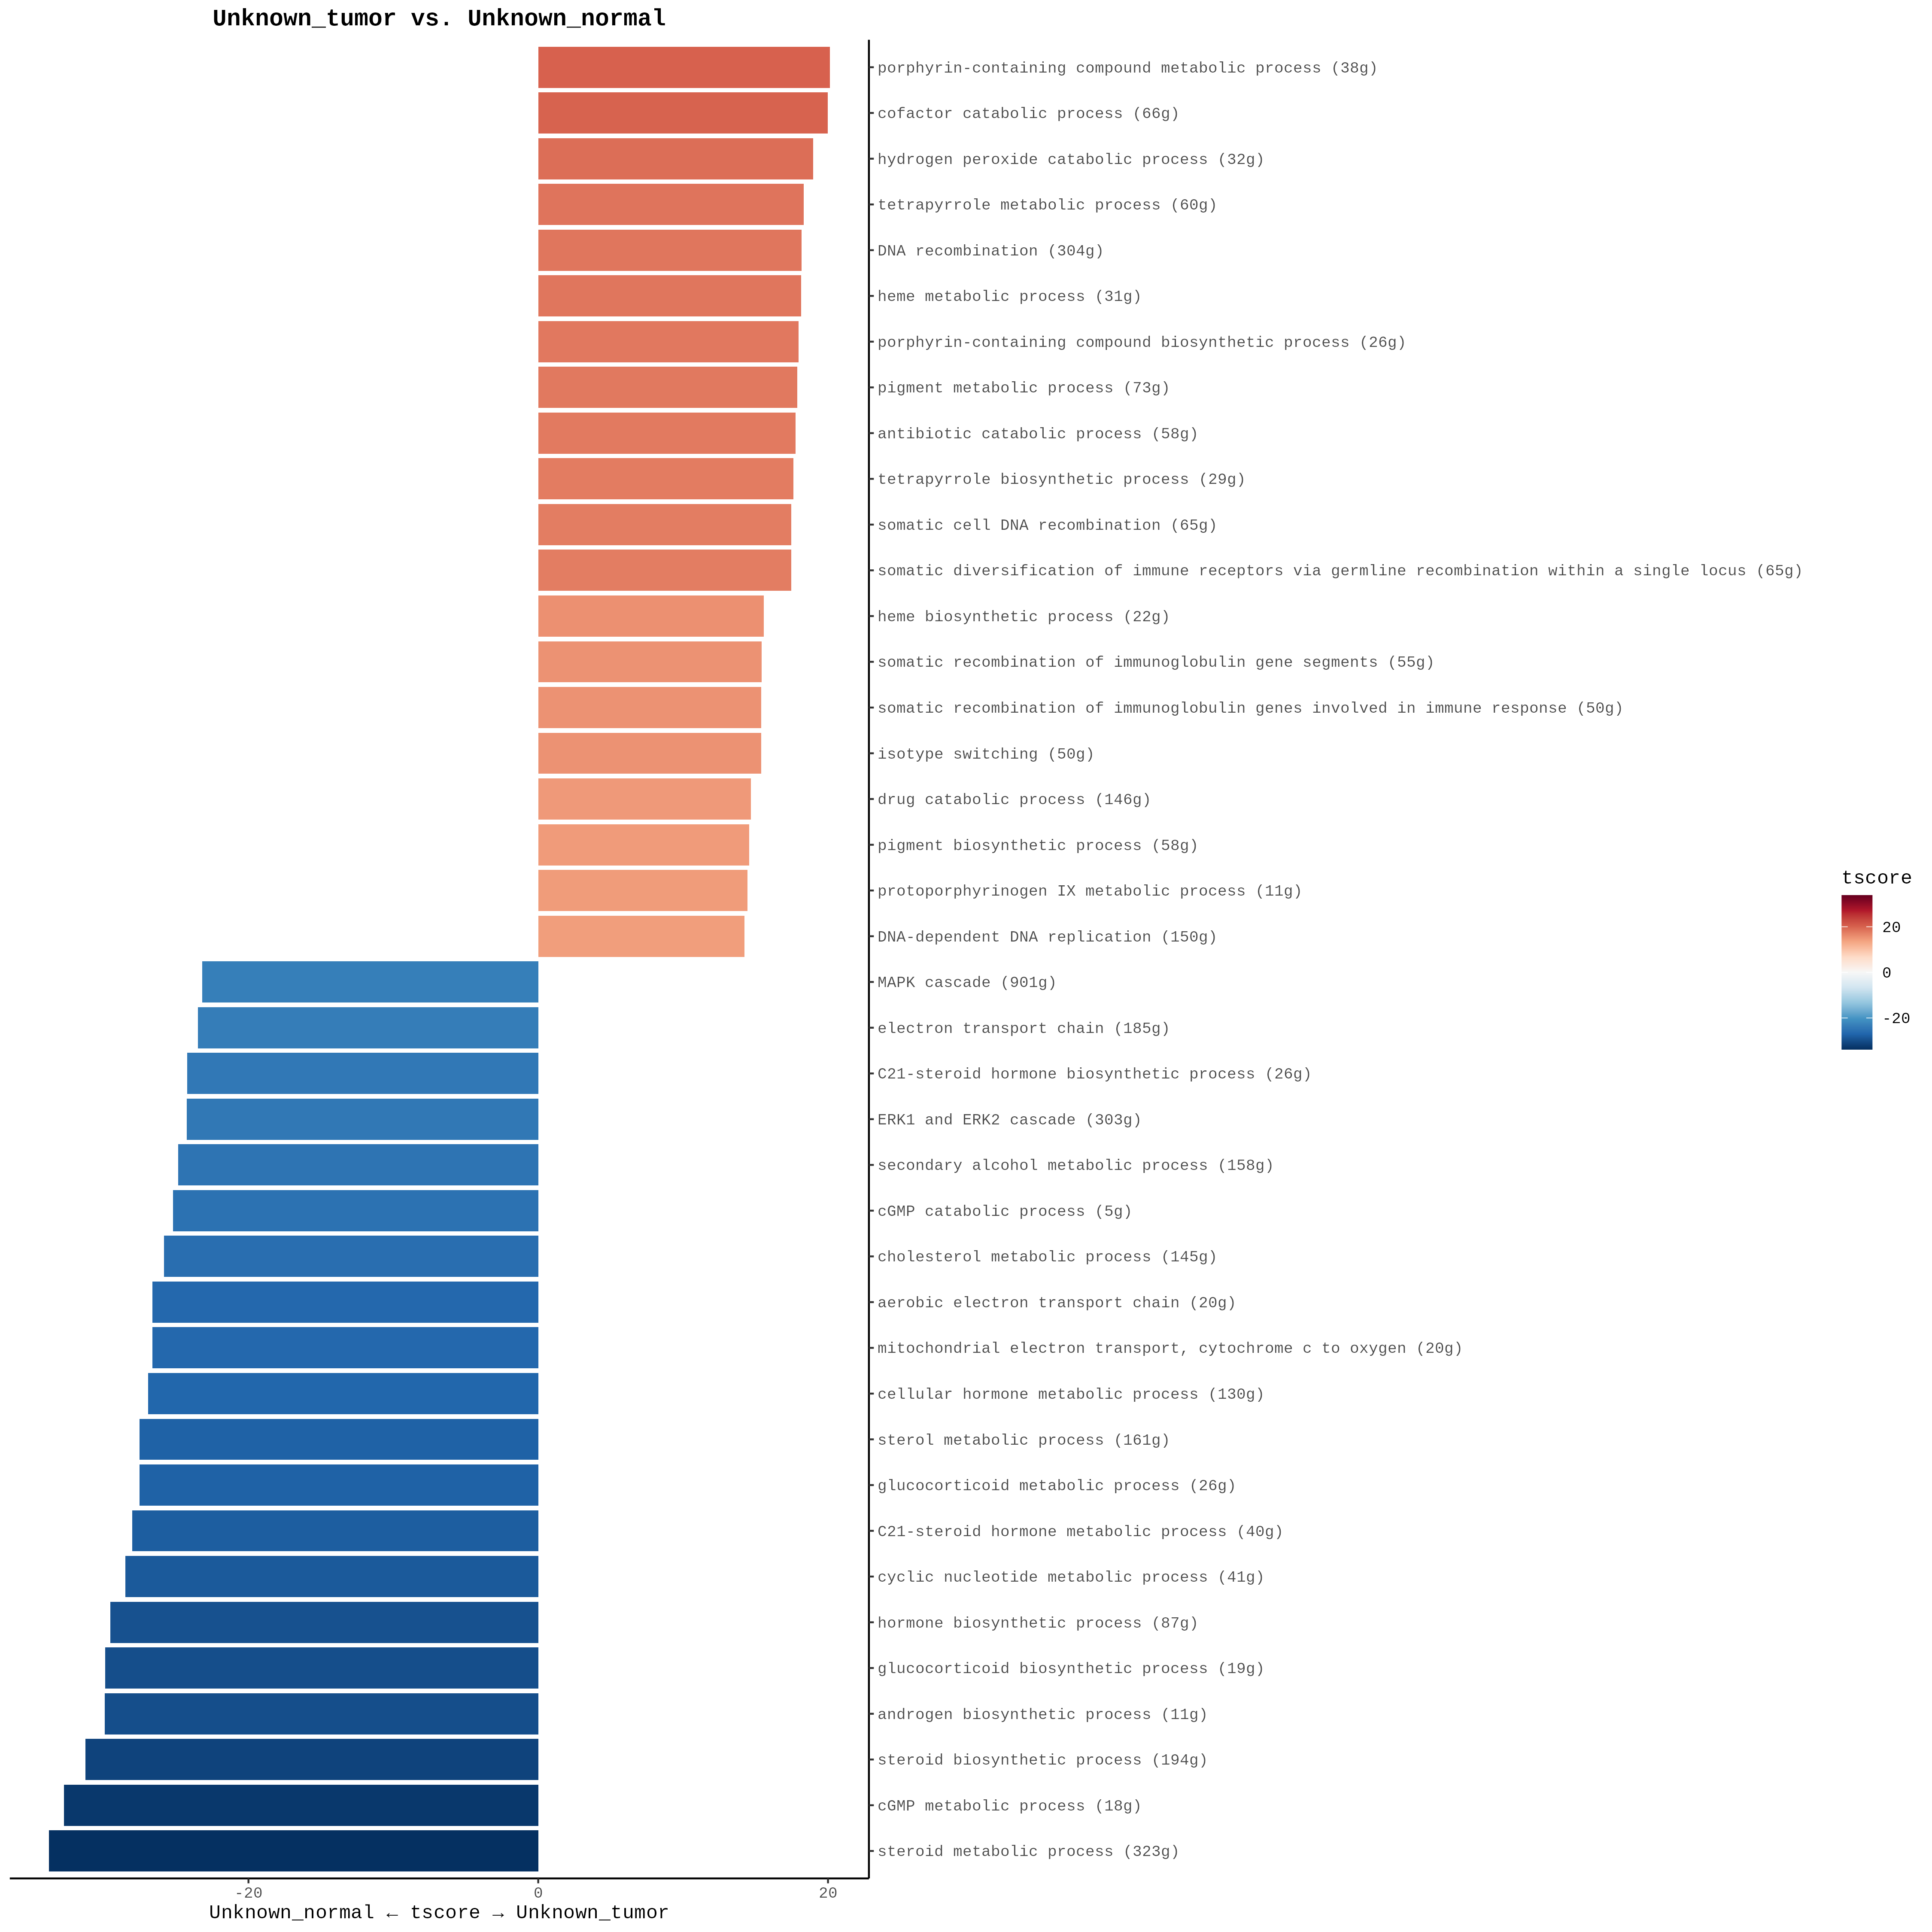 Unknown_tumor vs. Unknown_normal
porphyrin-containing compound metabolic process (38g)
cofactor catabolic process (66g)
hydrogen peroxide catabolic process (32g)
tetrapyrrole metabolic process (60g)
DNA recombination (304g)
heme metabolic process (31g)
porphyrin-containing compound biosynthetic process (26g)
pigment metabolic process (73g)
antibiotic catabolic process (58g)
tetrapyrrole biosynthetic process (29g)
somatic cell DNA recombination (65g)
somatic diversification of immune receptors via germline recombination within a single locus (65g)
heme biosynthetic process (22g)
somatic recombination of immunoglobulin gene segments (55g)
somatic recombination of immunoglobulin genes involved in immune response (50g)
isotype switching (50g)
drug catabolic process (146g)
pigment biosynthetic process (58g)
protoporphyrinogen IX metabolic process (11g)
DNA-dependent DNA replication (150g)
MAPK cascade (901g)
electron transport chain (185g)
C21-steroid hormone biosynthetic process (26g)
ERK1 and ERK2 cascade (303g)
secondary alcohol metabolic process (158g)
cGMP catabolic process (5g)
cholesterol metabolic process (145g)
aerobic electron transport chain (20g)
mitochondrial electron transport, cytochrome c to oxygen (20g)
cellular hormone metabolic process (130g)
sterol metabolic process (161g)
glucocorticoid metabolic process (26g)
C21-steroid hormone metabolic process (40g)
cyclic nucleotide metabolic process (41g)
hormone biosynthetic process (87g)
glucocorticoid biosynthetic process (19g)
androgen biosynthetic process (11g)
steroid biosynthetic process (194g)
cGMP metabolic process (18g)
steroid metabolic process (323g)
-20 0 20
Unknown_normal ← tscore → Unknown_tumor
tscore
20
0
-20